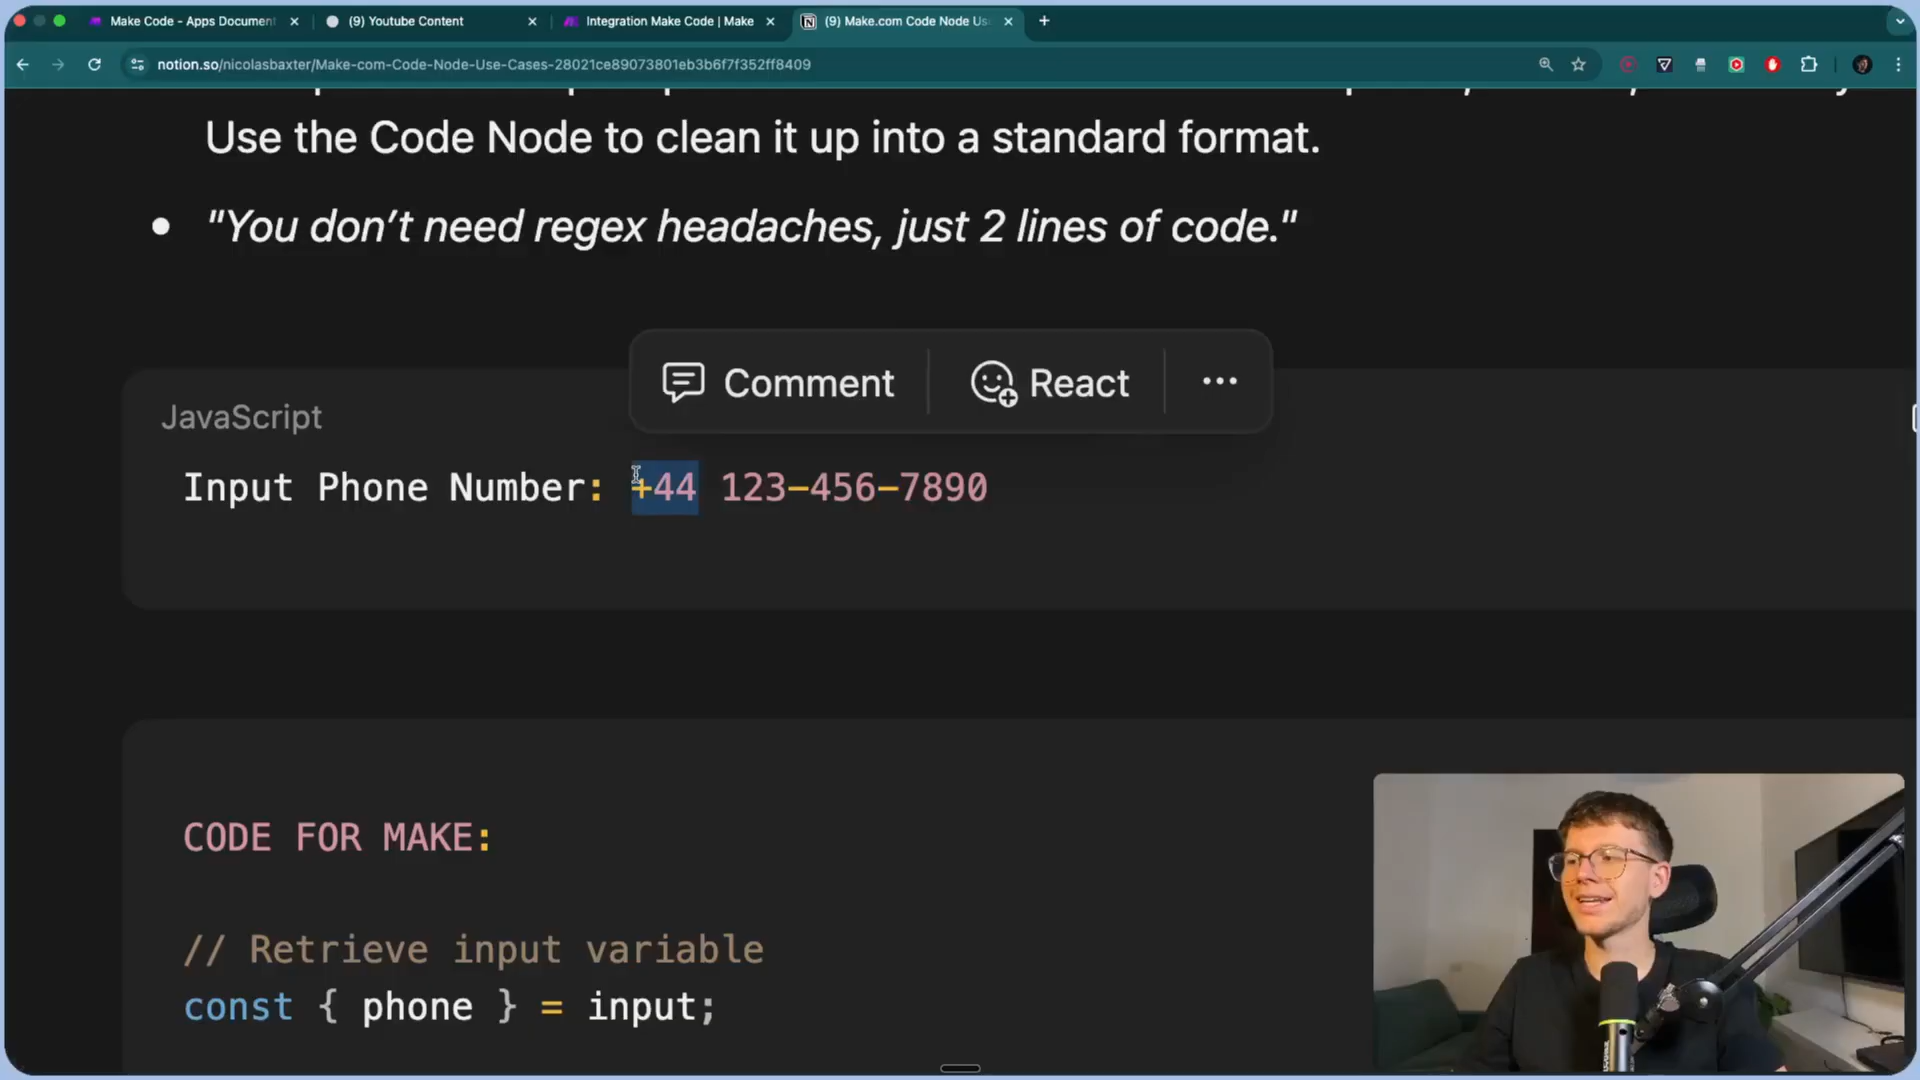 Make Code - Apps Document
(9) Youtube Content
Integration Make Code | Make
(9) Make.com Code Node Us
notion.so/nicolasbaxter/Make-com-Code-Node-Use-Cases-28021ce89073801eb3b6f7f352ff8409
Use the Code Node to clean it up into a standard format.
• "You don’t need regex headaches, just 2 lines of code."
Comment
React
JavaScript
Input Phone Number: +44 123-456-7890
CODE FOR MAKE:
// Retrieve input variable
const { phone } = input;